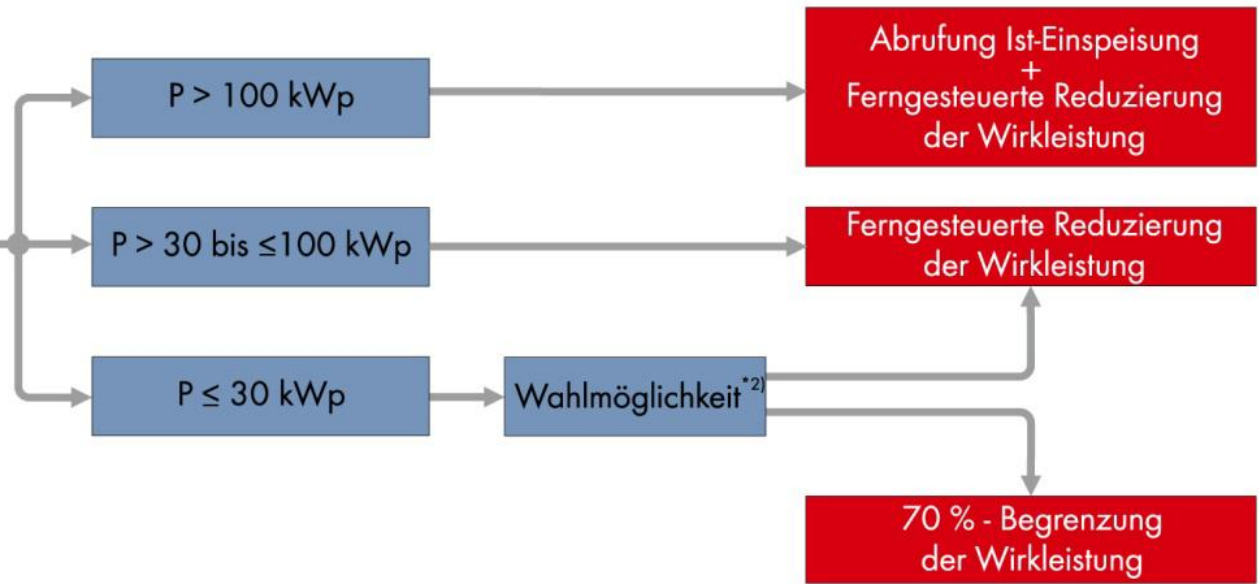 P > 100 kWp
Abrufung Ist-Einspeisung
+
Ferngesteuerte Reduzierung
der Wirkleistung
P > 30 bis ≤100 kWp
Ferngesteuerte Reduzierung
der Wirkleistung
P ≤ 30 kWp
Wahlmöglichkeit*2)
70 % - Begrenzung
der Wirkleistung